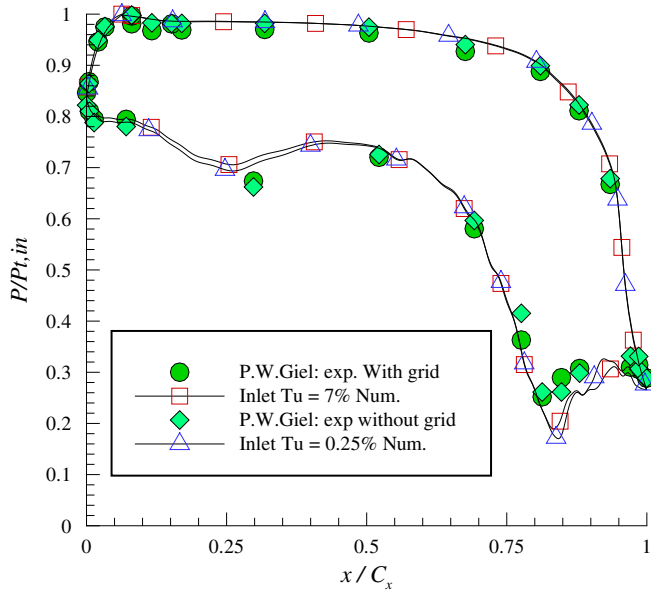 1
0.9
0.8
0.7
0.6
0.5
0.4
0.3
0.2
0.1
0
P/Pt,in
P.W.Giel: exp. With grid
Inlet Tu = 7% Num.
P.W.Giel: exp without grid
Inlet Tu = 0.25% Num.
0 0.25 0.5 0.75 1
x / Cx